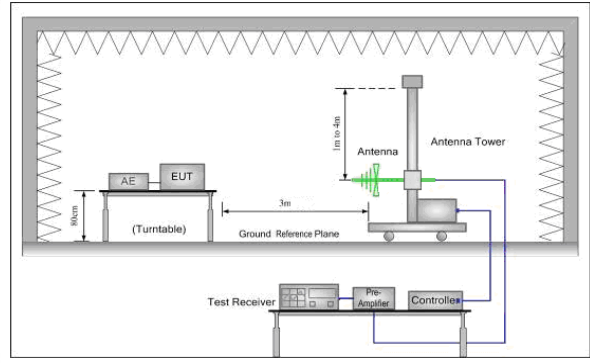 1m to 4m
Antenna
Antenna Tower
AE
EUT
80cm
(Turntable)
3m
Ground Reference Plane
Test Receiver
Pre-
Amplifier
Controller